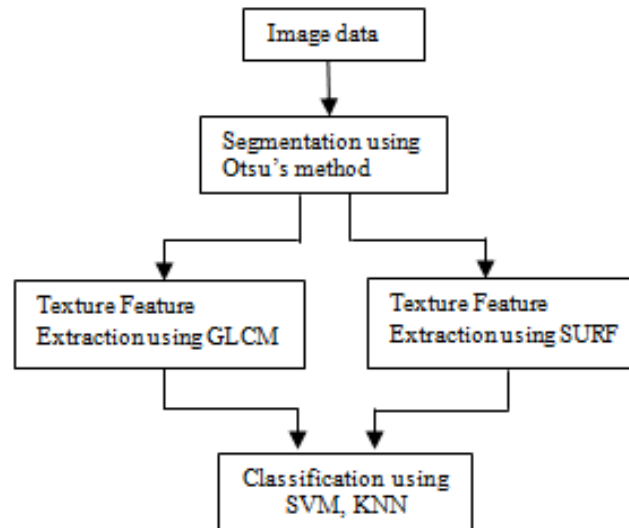 Image data
Segmentation using
Otsu's method
Texture Feature
Extraction using GLCM
Texture Feature
Extraction using SURF
Classification using
SVM, KNN